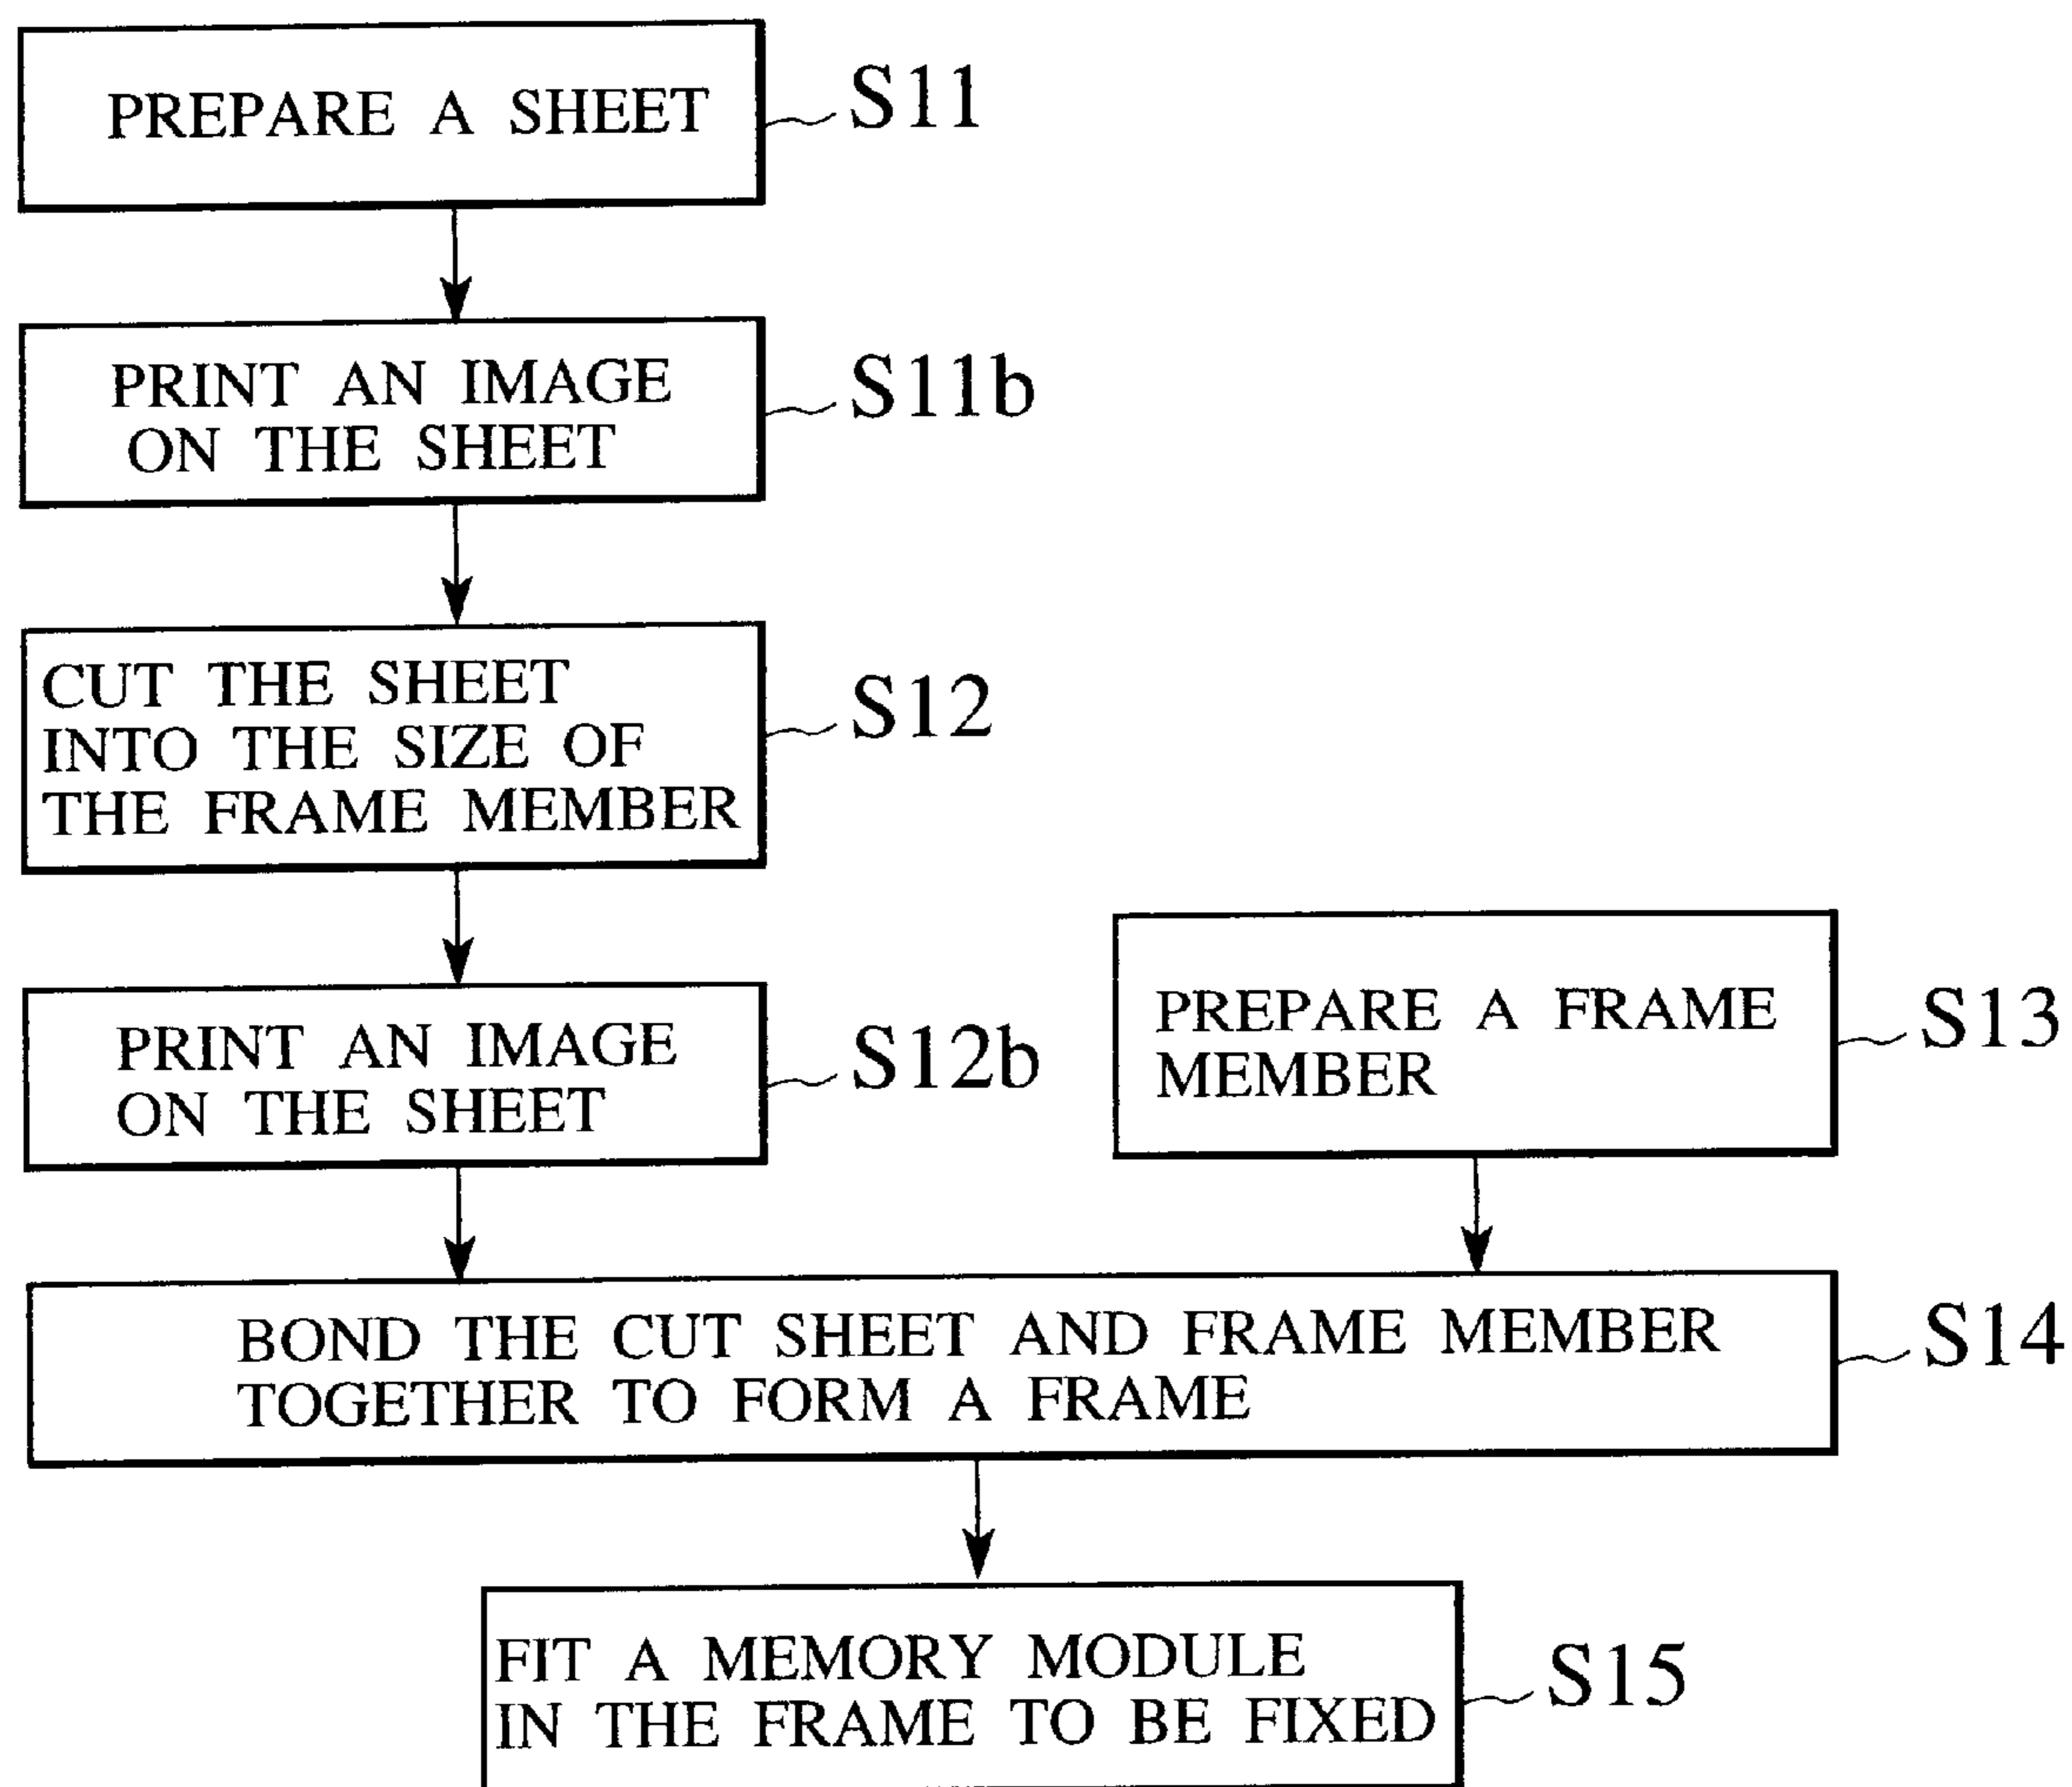 PREPARE A SHEET
S11
PRINT AN IMAGE
ON THE SHEET
S11b
CUT THE SHEET
INTO THE SIZE OF
THE FRAME MEMBER
S12
PRINT AN IMAGE
ON THE SHEET
S12b
PREPARE A FRAME
MEMBER
S13
BOND THE CUT SHEET AND FRAME MEMBER
TOGETHER TO FORM A FRAME
S14
FIT A MEMORY MODULE
IN THE FRAME TO BE FIXED
S15